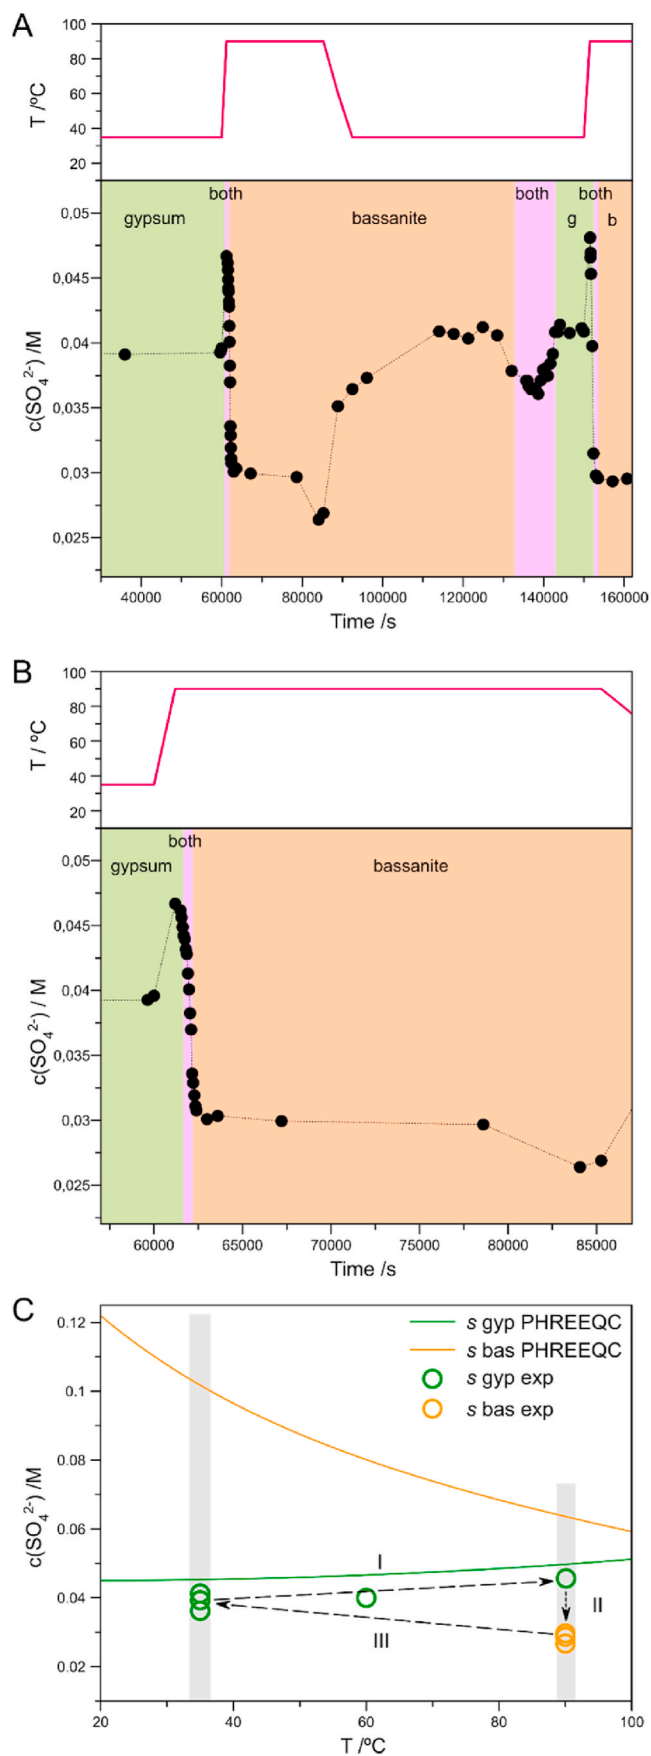 A
100
80
60
40
20
T /ºC
both
both
both
gypsum
bassanite
g
b
0,05
0,045
0,04
0,035
0,03
0,025
c(SO₄²⁻) /M
40000 60000 80000 100000 120000 140000 160000
Time /s
B
100
80
60
40
20
T / ºC
both
gypsum
bassanite
0,05
0,045
0,04
0,035
0,03
0,025
c(SO₄²⁻) / M
60000 65000 70000 75000 80000 85000
Time /s
C
0.12
0.1
0.08
0.06
0.04
0.02
c(SO₄²⁻) /M
s gyp PHREEQC
s bas PHREEQC
s gyp exp
s bas exp
I
II
III
20 40 60 80 100
T /ºC